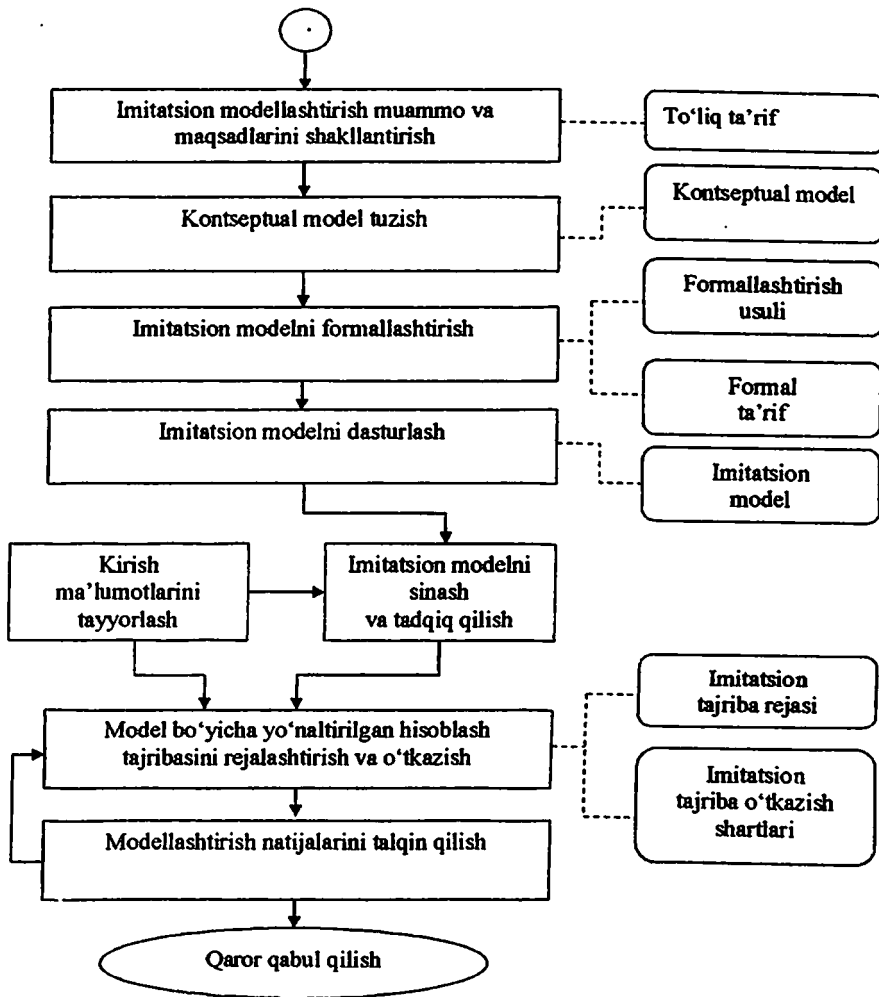 Imitatsion modellashtirish muammo va
maqsadlarini shakllantirish
To‘liq ta’rif
Kontseptual model tuzish
Kontseptual model
Imitatsion modelni formallashtirish
Formallashtirish
usuli
Formal
ta’rif
Imitatsion modelni dasturlash
Imitatsion
model
Kirish
ma’lumotlarini
tayyorlash
Imitatsion modelni
sinash
va tadqiq qilish
Model bo‘yicha yo‘naltirilgan hisoblash
tajribasini rejalashtirish va o‘tkazish
Imitatsion
tajriba rejasi
Imitatsion
tajriba o‘tkazish
shartlari
Modellashtirish natijalarini talqin qilish
Qaror qabul qilish